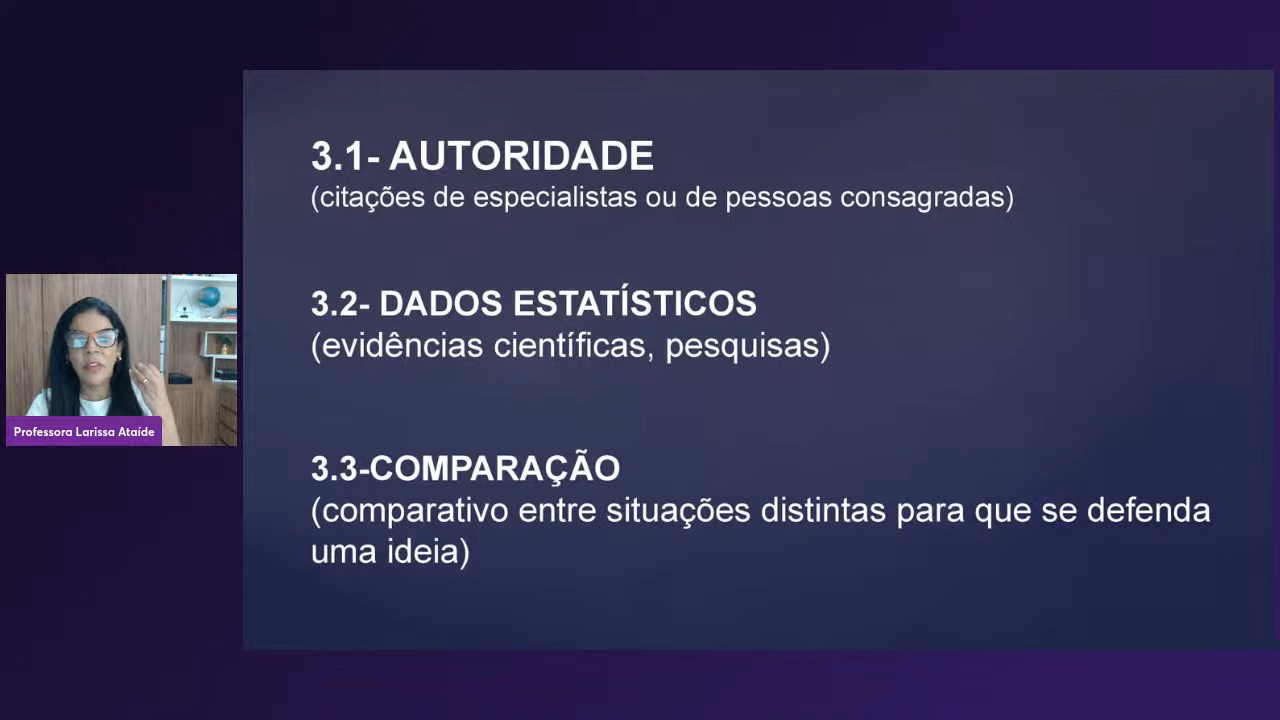 3.1- AUTORIDADE
(citações de especialistas ou de pessoas consagradas)
3.2- DADOS ESTATÍSTICOS
(evidências científicas, pesquisas)
3.3-COMPARAÇÃO
(comparativo entre situações distintas para que se defenda
uma ideia)
Professora Larissa Ataíde